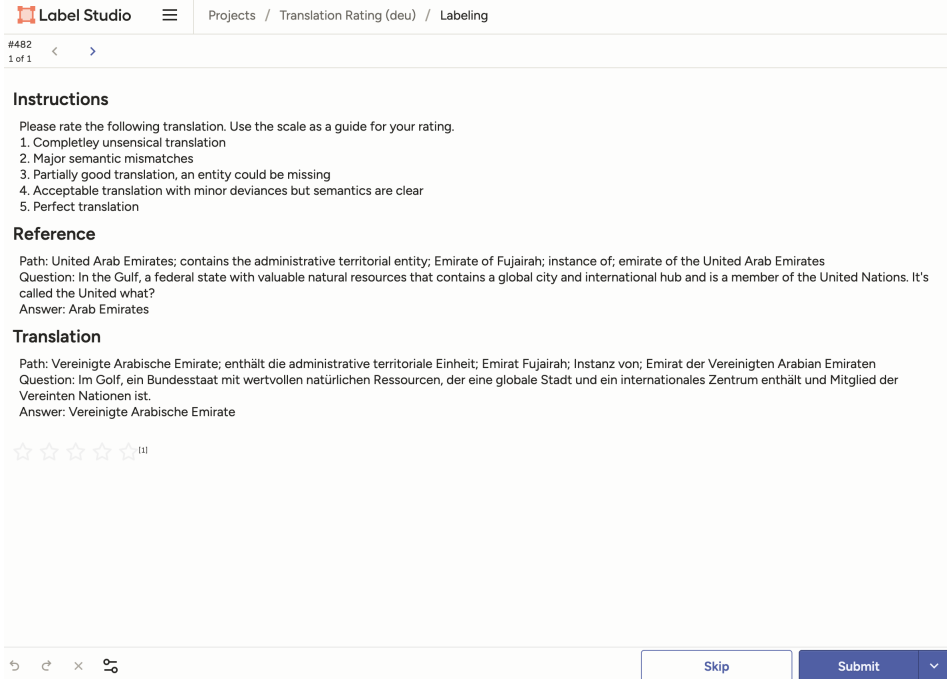 Label Studio
Projects / Translation Rating (deu) / Labeling
#482
1 of 1
Instructions
Please rate the following translation. Use the scale as a guide for your rating.
1. Completley unsensical translation
2. Major semantic mismatches
3. Partially good translation, an entity could be missing
4. Acceptable translation with minor deviances but semantics are clear
5. Perfect translation
Reference
Path: United Arab Emirates; contains the administrative territorial entity; Emirate of Fujairah; instance of; emirate of the United Arab Emirates
Question: In the Gulf, a federal state with valuable natural resources that contains a global city and international hub and is a member of the United Nations. It's
called the United what?
Answer: Arab Emirates
Translation
Path: Vereinigte Arabische Emirate; enthält die administrative territoriale Einheit; Emirat Fujairah; Instanz von; Emirat der Vereinigten Arabian Emiraten
Question: Im Golf, ein Bundesstaat mit wertvollen natürlichen Ressourcen, der eine globale Stadt und ein internationales Zentrum enthält und Mitglied der
Vereinten Nationen ist.
Answer: Vereinigte Arabische Emirate
[1]
Skip
Submit